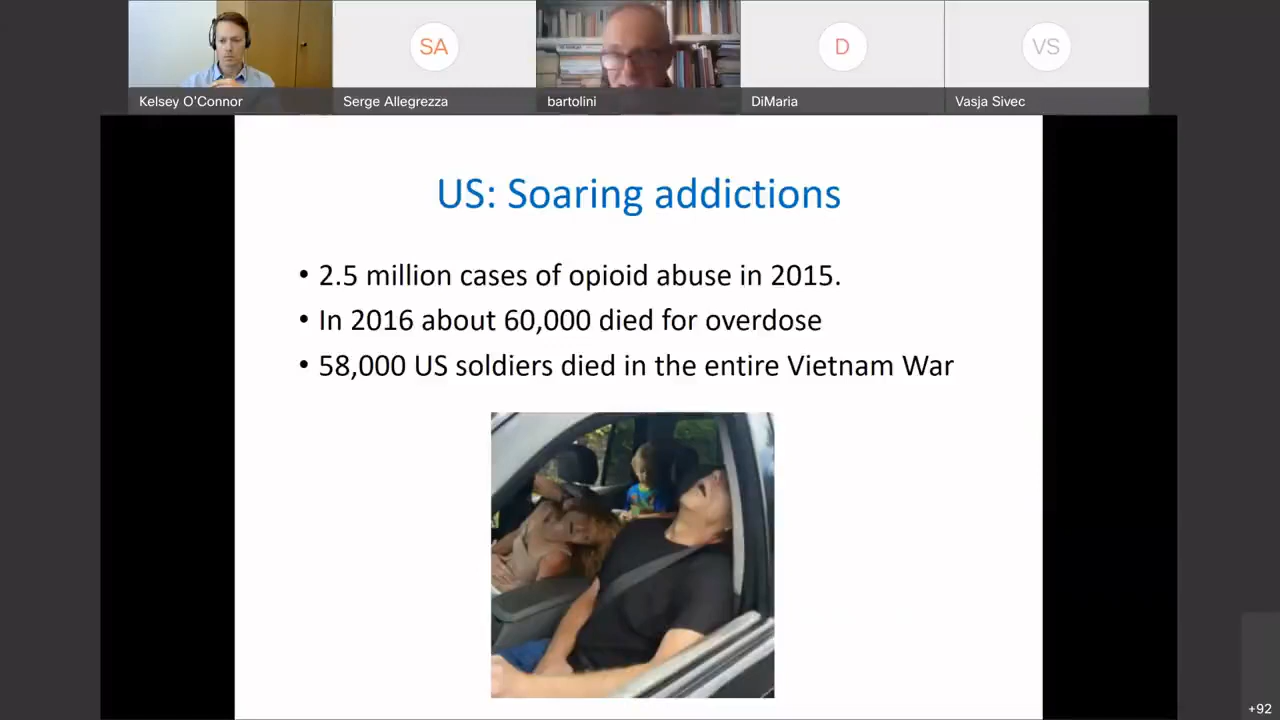 SA
D
VS
Kelsey O'Connor
Serge Allegrezza
bartolini
DiMaria
Vasja Sivec
US: Soaring addictions
• 2.5 million cases of opioid abuse in 2015.
• In 2016 about 60,000 died for overdose
• 58,000 US soldiers died in the entire Vietnam War
+92